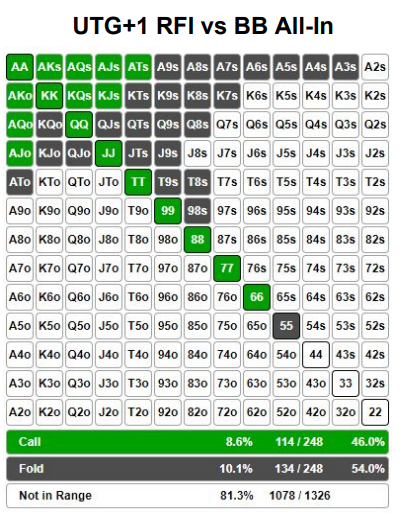 UTG+1 RFI vs BB All-In
AA AKs AQs AJs ATs A9s A8s A7s A6s A5s A4s A3s A2s
AKo KK KQs KJs KTs K9s K8s K7s K6s K5s K4s K3s K2s
AQo KQo QQ QJs QTs Q9s Q8s Q7s Q6s Q5s Q4s Q3s Q2s
AJo KJo QJo JJ JTs J9s J8s J7s J6s J5s J4s J3s J2s
ATo KTo QTo JTo TT T9s T8s T7s T6s T5s T4s T3s T2s
A9o K9o Q9o J9o T9o 99 98s 97s 96s 95s 94s 93s 92s
A8o K8o Q8o J8o T8o 98o 88 87s 86s 85s 84s 83s 82s
A7o K7o Q7o J7o T7o 97o 87o 77 76s 75s 74s 73s 72s
A6o K6o Q6o J6o T6o 96o 86o 76o 66 65s 64s 63s 62s
A5o K5o Q5o J5o T5o 95o 85o 75o 65o 55 54s 53s 52s
A4o K4o Q4o J4o T4o 94o 84o 74o 64o 54o 44 43s 42s
A3o K3o Q3o J3o T3o 93o 83o 73o 63o 53o 43o 33 32s
A2o K2o Q2o J2o T2o 92o 82o 72o 62o 52o 42o 32o 22
Call 8.6% 114 / 248 46.0%
Fold 10.1% 134 / 248 54.0%
Not in Range 81.3% 1078 / 1326